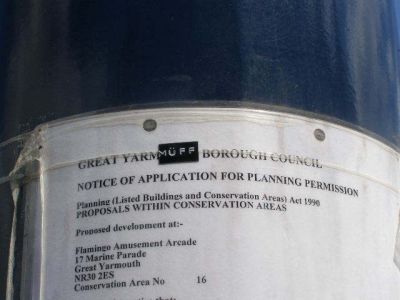 GREAT YARM MÜFF BOROUGH COUNCIL
NOTICE OF APPLICATION FOR PLANNING PERMISSION
Planning (Listed Buildings and Conservation Areas) Act 1990
PROPOSALS WITHIN CONSERVATION AREAS
Proposed development at:-
Flamingo Amusement Arcade
17 Marine Parade
Great Yarmouth
NR30 2ES
Conservation Area No 16